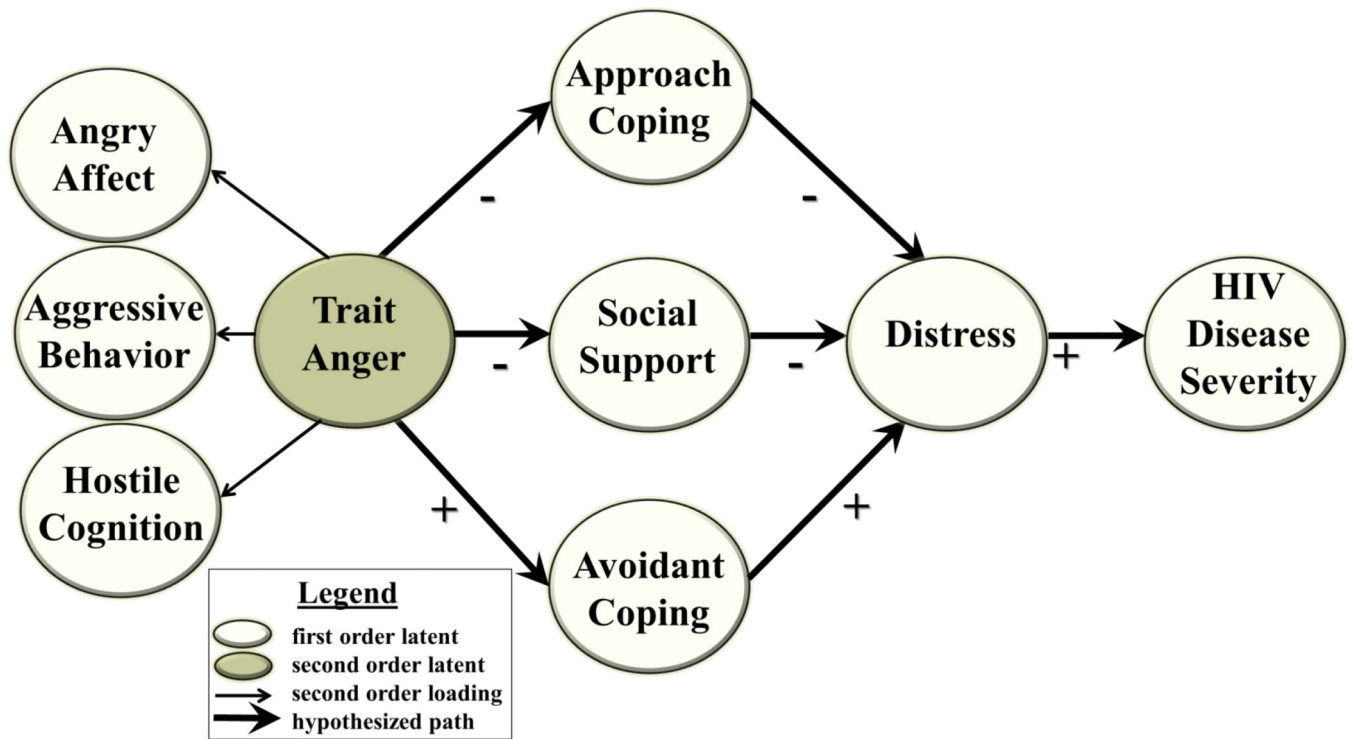 Angry
Affect
Aggressive
Behavior
Hostile
Cognition
Trait
Anger
Approach
Coping
Social
Support
Avoidant
Coping
Distress
HIV
Disease
Severity
-
-
-
-
+
+
+
Legend
first order latent
second order latent
second order loading
hypothesized path